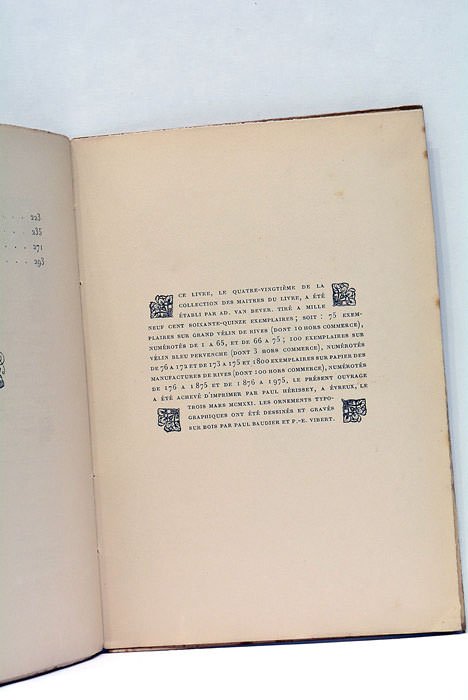 . . . 223
. . . 235
. . . 271
. . . 293
CE LIVRE, LE QUATRE-VINGTIÈME DE LA
COLLECTION DES MAITRES DU LIVRE, A ÉTÉ
ÉTABLI PAR AD. VAN BEVER. TIRÉ A MILLE
NEUF CENT SOIXANTE-QUINZE EXEMPLAIRES ; SOIT : 75 EXEM-
PLAIRES SUR GRAND VÉLIN DE RIVES (DONT 10 HORS COMMERCE),
NUMÉROTÉS DE 1 A 65, ET DE 66 A 75 ; 100 EXEMPLAIRES SUR
VÉLIN BLEU PERVENCHE (DONT 3 HORS COMMERCE), NUMÉROTÉS
DE 76 A 172 ET DE 173 A 175 ET 1800 EXEMPLAIRES SUR PAPIER DES
MANUFACTURES DE RIVES (DONT 100 HORS COMMERCE), NUMÉROTÉS
DE 176 A 1875 ET DE 1876 A 1975, LE PRÉSENT OUVRAGE
A ÉTÉ ACHEVÉ D'IMPRIMER PAR PAUL HÉRISSEY, A ÉVREUX, LE
TROIS MARS MCMXXI. LES ORNEMENTS TYPO-
GRAPHIQUES ONT ÉTÉ DESSINÉS ET GRAVÉS
SUR BOIS PAR PAUL BAUDIER ET P.-E. VIBERT.